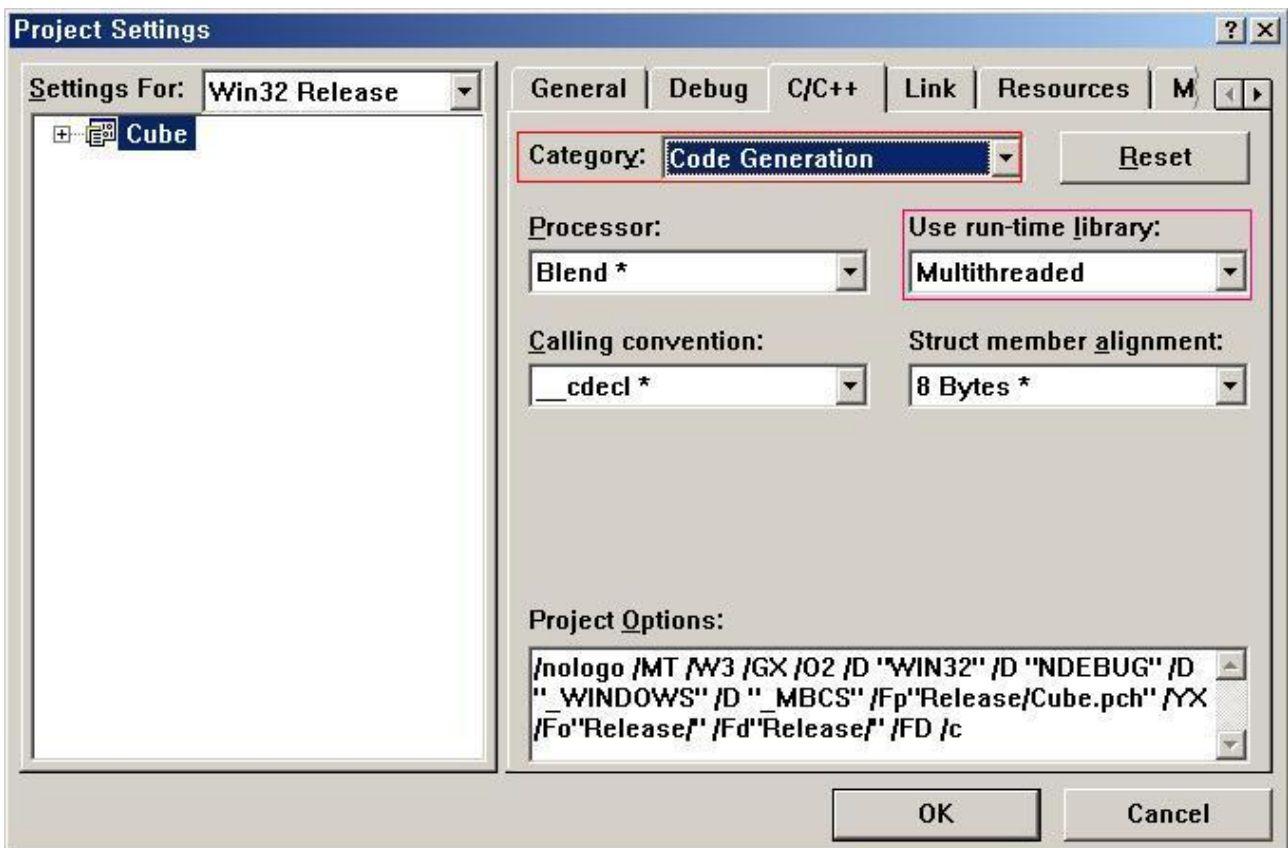 Project Settings
Settings For: Win32 Release
Cube
General Debug C/C++ Link Resources M
Category: Code Generation
Reset
Processor:
Blend *
Use run-time library:
Multithreaded
Calling convention:
__cdecl *
Struct member alignment:
8 Bytes *
Project Options:
/nologo /MT /W3 /GX /O2 /D "WIN32" /D "NDEBUG" /D
"_WINDOWS" /D "_MBCS" /Fp"Release/Cube.pch" /YX
/Fo"Release/" /Fd"Release/" /FD /c
OK
Cancel